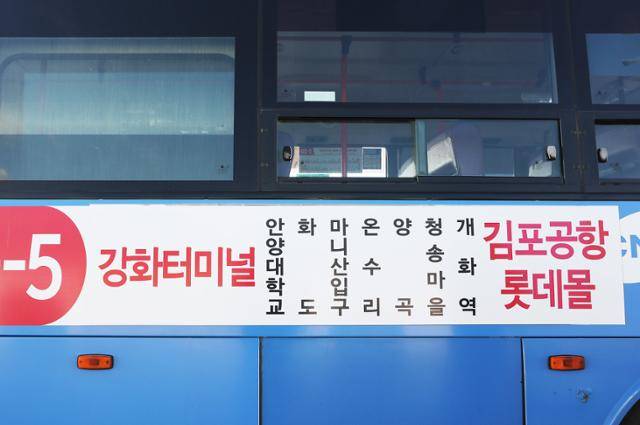 -5
강화터미널
안양대학교
화도
마니산입구
온수리
양곡
청송마을
개화역
김포공항
롯데몰
CN